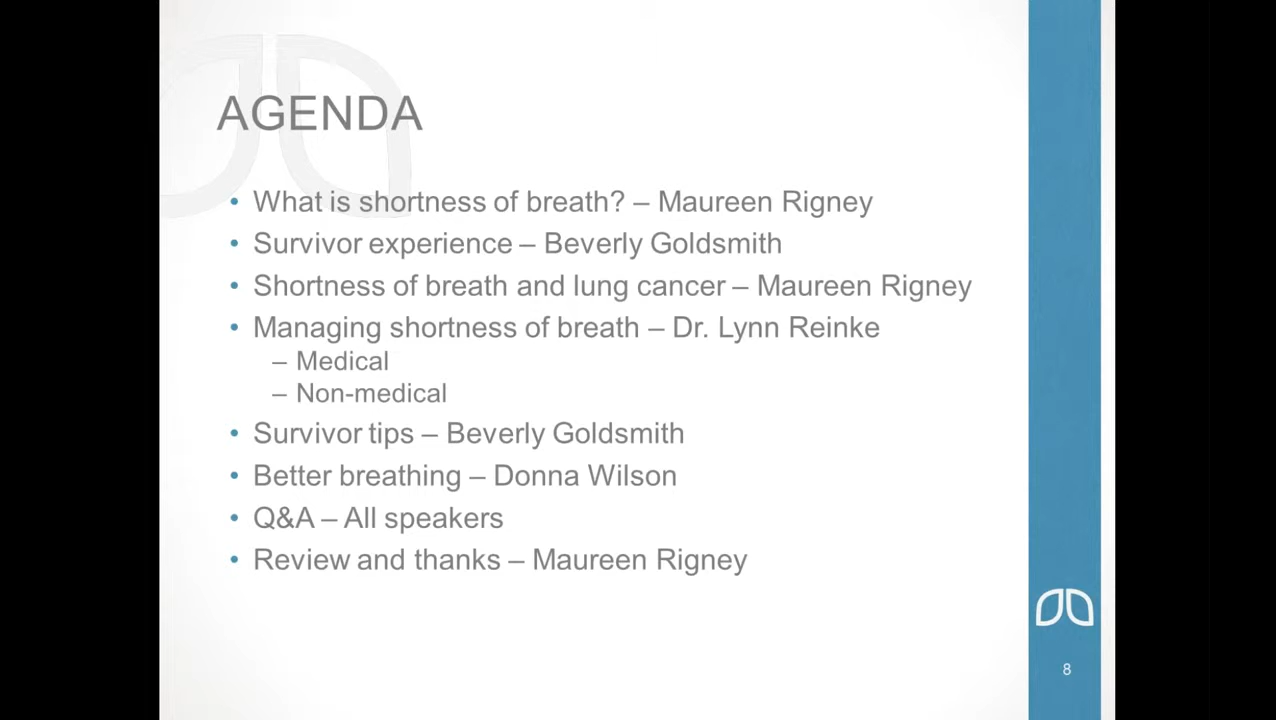 AGENDA
• What is shortness of breath? – Maureen Rigney
• Survivor experience – Beverly Goldsmith
• Shortness of breath and lung cancer – Maureen Rigney
• Managing shortness of breath – Dr. Lynn Reinke
– Medical
– Non-medical
• Survivor tips – Beverly Goldsmith
• Better breathing – Donna Wilson
• Q&A – All speakers
• Review and thanks – Maureen Rigney
8